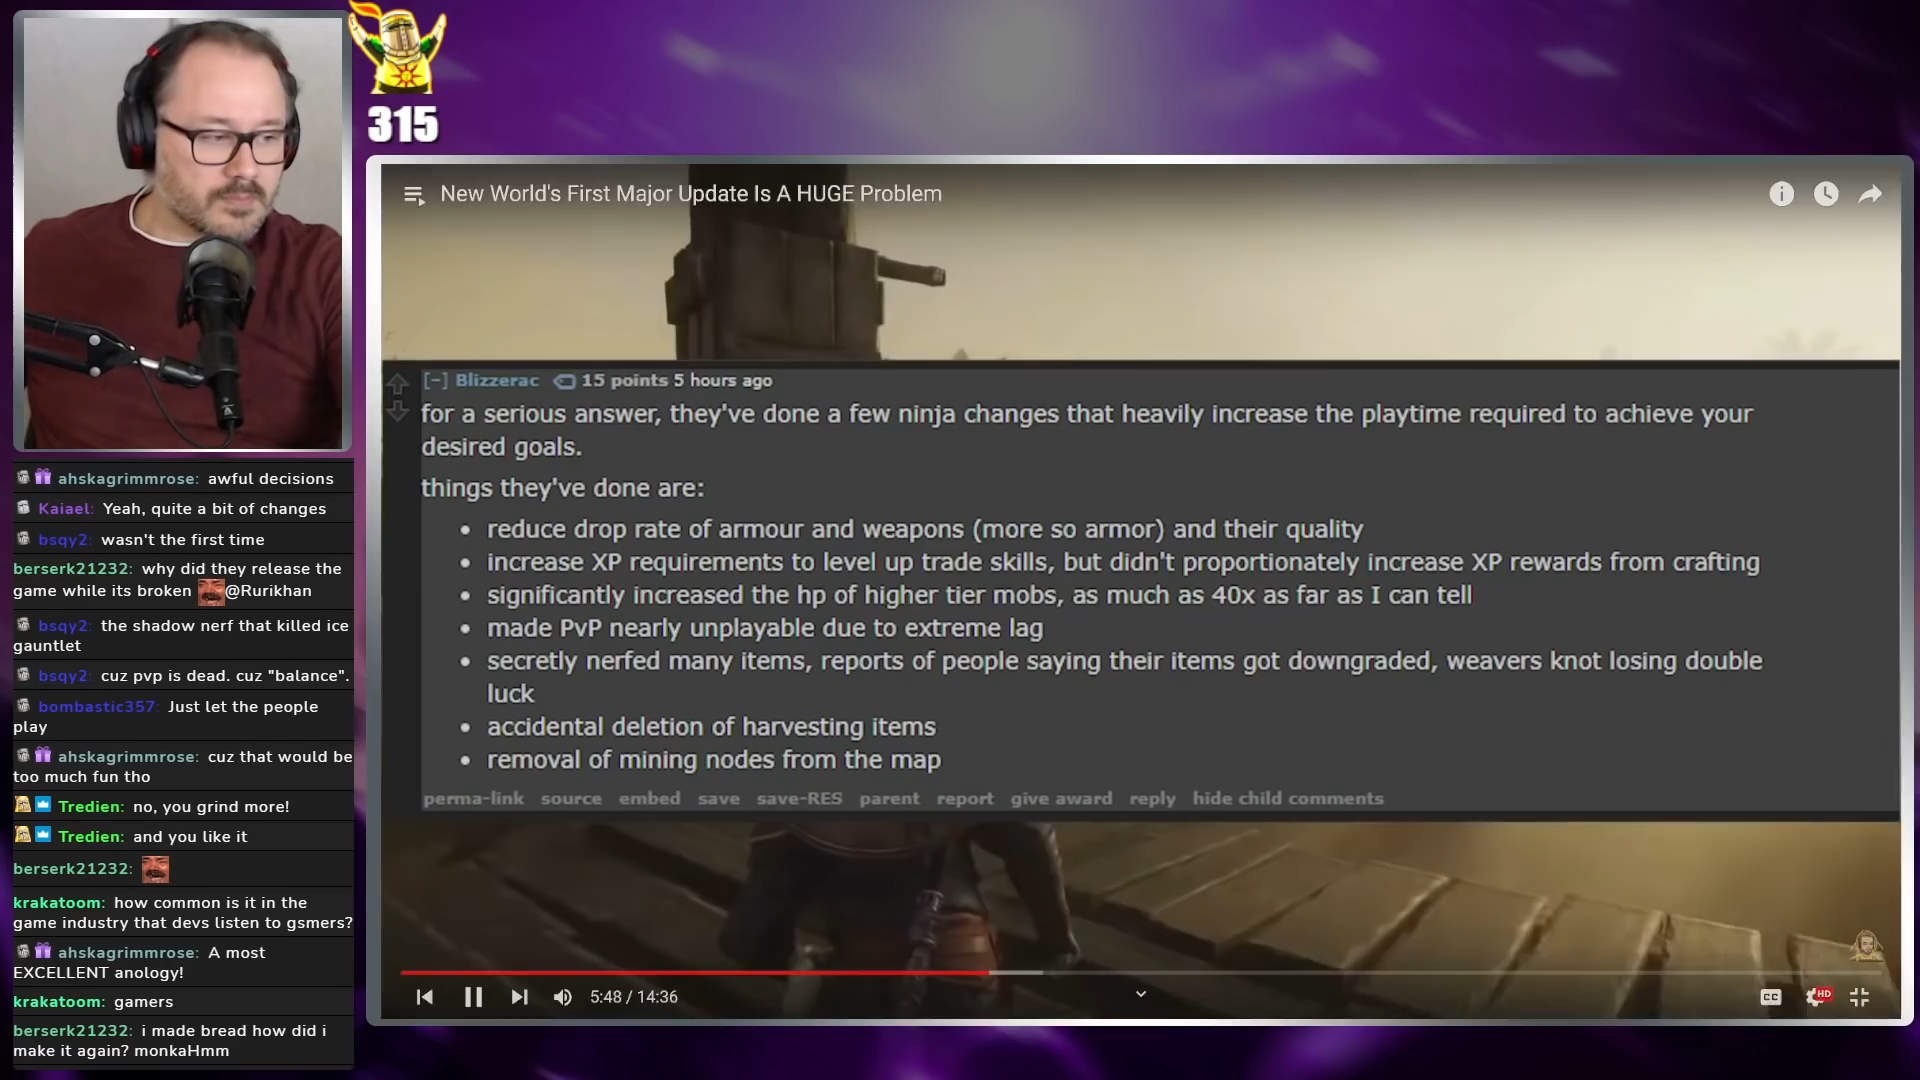 315
New World's First Major Update Is A HUGE Problem
[−] Blizzerac 15 points 5 hours ago
for a serious answer, they've done a few ninja changes that heavily increase the playtime required to achieve your
desired goals.
things they've done are:
• reduce drop rate of armour and weapons (more so armor) and their quality
• increase XP requirements to level up trade skills, but didn't proportionately increase XP rewards from crafting
• significantly increased the hp of higher tier mobs, as much as 40x as far as I can tell
• made PvP nearly unplayable due to extreme lag
• secretly nerfed many items, reports of people saying their items got downgraded, weavers knot losing double
luck
• accidental deletion of harvesting items
• removal of mining nodes from the map
perma-link source embed save save-RES parent report give award reply hide child comments
5:48 / 14:36
CC
HD
ahskagrimmrose: awful decisions
Kaiael: Yeah, quite a bit of changes
bsqy2: wasn't the first time
berserk21232: why did they release the
game while its broken @Rurikhan
bsqy2: the shadow nerf that killed ice
gauntlet
bsqy2: cuz pvp is dead. cuz "balance".
bombastic357: Just let the people
play
ahskagrimmrose: cuz that would be
too much fun tho
Tredien: no, you grind more!
Tredien: and you like it
berserk21232:
krakatoom: how common is it in the
game industry that devs listen to gsmers?
ahskagrimmrose: A most
EXCELLENT anology!
krakatoom: gamers
berserk21232: i made bread how did i
make it again? monkaHmm